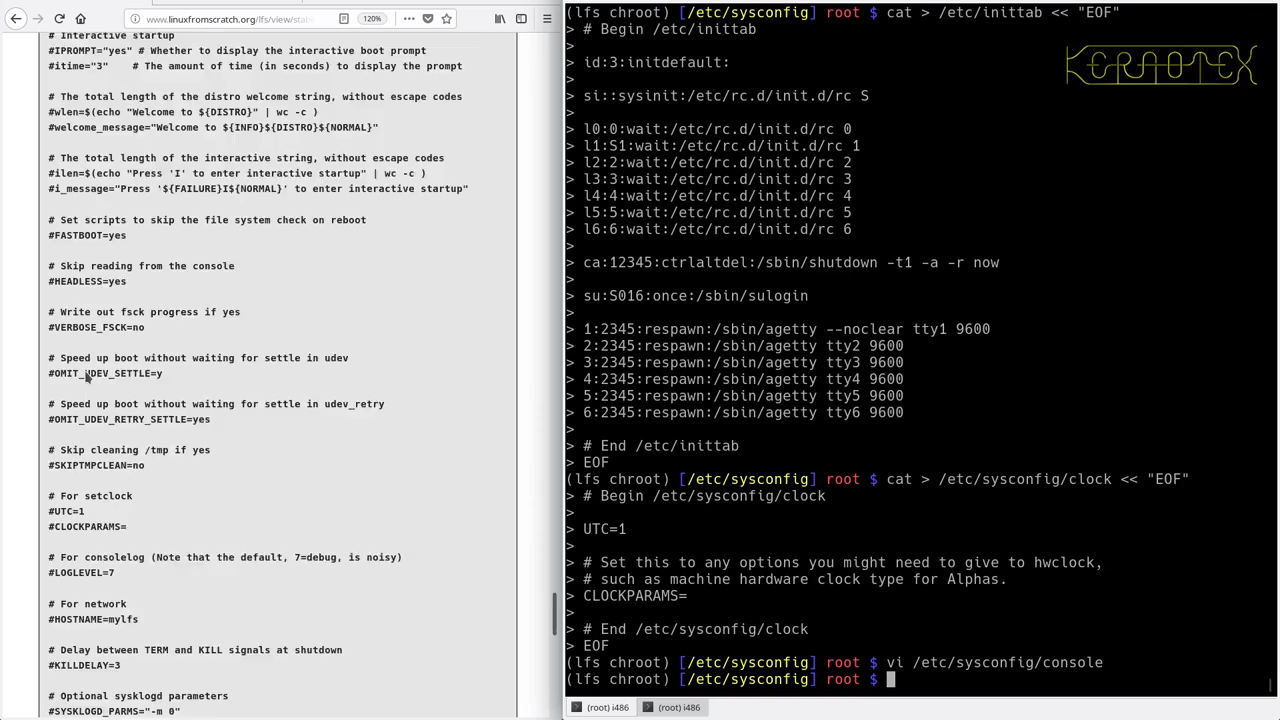 www.linuxfromscratch.org/lfs/view/stab
120%
# Interactive startup
#IPROMPT="yes" # Whether to display the interactive boot prompt
#itime="3"    # The amount of time (in seconds) to display the prompt
# The total length of the distro welcome string, without escape codes
#wlen=$(echo "Welcome to ${DISTRO}" | wc -c )
#welcome_message="Welcome to ${INFO}${DISTRO}${NORMAL}"
# The total length of the interactive string, without escape codes
#ilen=$(echo "Press 'I' to enter interactive startup" | wc -c )
#i_message="Press '${FAILURE}I${NORMAL}' to enter interactive startup"
# Set scripts to skip the file system check on reboot
#FASTBOOT=yes
# Skip reading from the console
#HEADLESS=yes
# Write out fsck progress if yes
#VERBOSE_FSCK=no
# Speed up boot without waiting for settle in udev
#OMIT_UDEV_SETTLE=y
# Speed up boot without waiting for settle in udev_retry
#OMIT_UDEV_RETRY_SETTLE=yes
# Skip cleaning /tmp if yes
#SKIPTMPCLEAN=no
# For setclock
#UTC=1
#CLOCKPARAMS=
# For consolelog (Note that the default, 7=debug, is noisy)
#LOGLEVEL=7
# For network
#HOSTNAME=mylfs
# Delay between TERM and KILL signals at shutdown
#KILLDELAY=3
# Optional sysklogd parameters
#SYSKLOGD_PARMS="-m 0"
(lfs chroot) [/etc/sysconfig] root $ cat > /etc/inittab << "EOF"
> # Begin /etc/inittab
>
> id:3:initdefault:
>
> si::sysinit:/etc/rc.d/init.d/rc S
>
> l0:0:wait:/etc/rc.d/init.d/rc 0
> l1:S1:wait:/etc/rc.d/init.d/rc 1
> l2:2:wait:/etc/rc.d/init.d/rc 2
> l3:3:wait:/etc/rc.d/init.d/rc 3
> l4:4:wait:/etc/rc.d/init.d/rc 4
> l5:5:wait:/etc/rc.d/init.d/rc 5
> l6:6:wait:/etc/rc.d/init.d/rc 6
>
> ca:12345:ctrlaltdel:/sbin/shutdown -t1 -a -r now
>
> su:S016:once:/sbin/sulogin
>
> 1:2345:respawn:/sbin/agetty --noclear tty1 9600
> 2:2345:respawn:/sbin/agetty tty2 9600
> 3:2345:respawn:/sbin/agetty tty3 9600
> 4:2345:respawn:/sbin/agetty tty4 9600
> 5:2345:respawn:/sbin/agetty tty5 9600
> 6:2345:respawn:/sbin/agetty tty6 9600
>
> # End /etc/inittab
> EOF
(lfs chroot) [/etc/sysconfig] root $ cat > /etc/sysconfig/clock << "EOF"
> # Begin /etc/sysconfig/clock
>
> UTC=1
>
> # Set this to any options you might need to give to hwclock,
> # such as machine hardware clock type for Alphas.
> CLOCKPARAMS=
>
> # End /etc/sysconfig/clock
> EOF
(lfs chroot) [/etc/sysconfig] root $ vi /etc/sysconfig/console
(lfs chroot) [/etc/sysconfig] root $
KERAOTEX
(root) i486
(root) i486